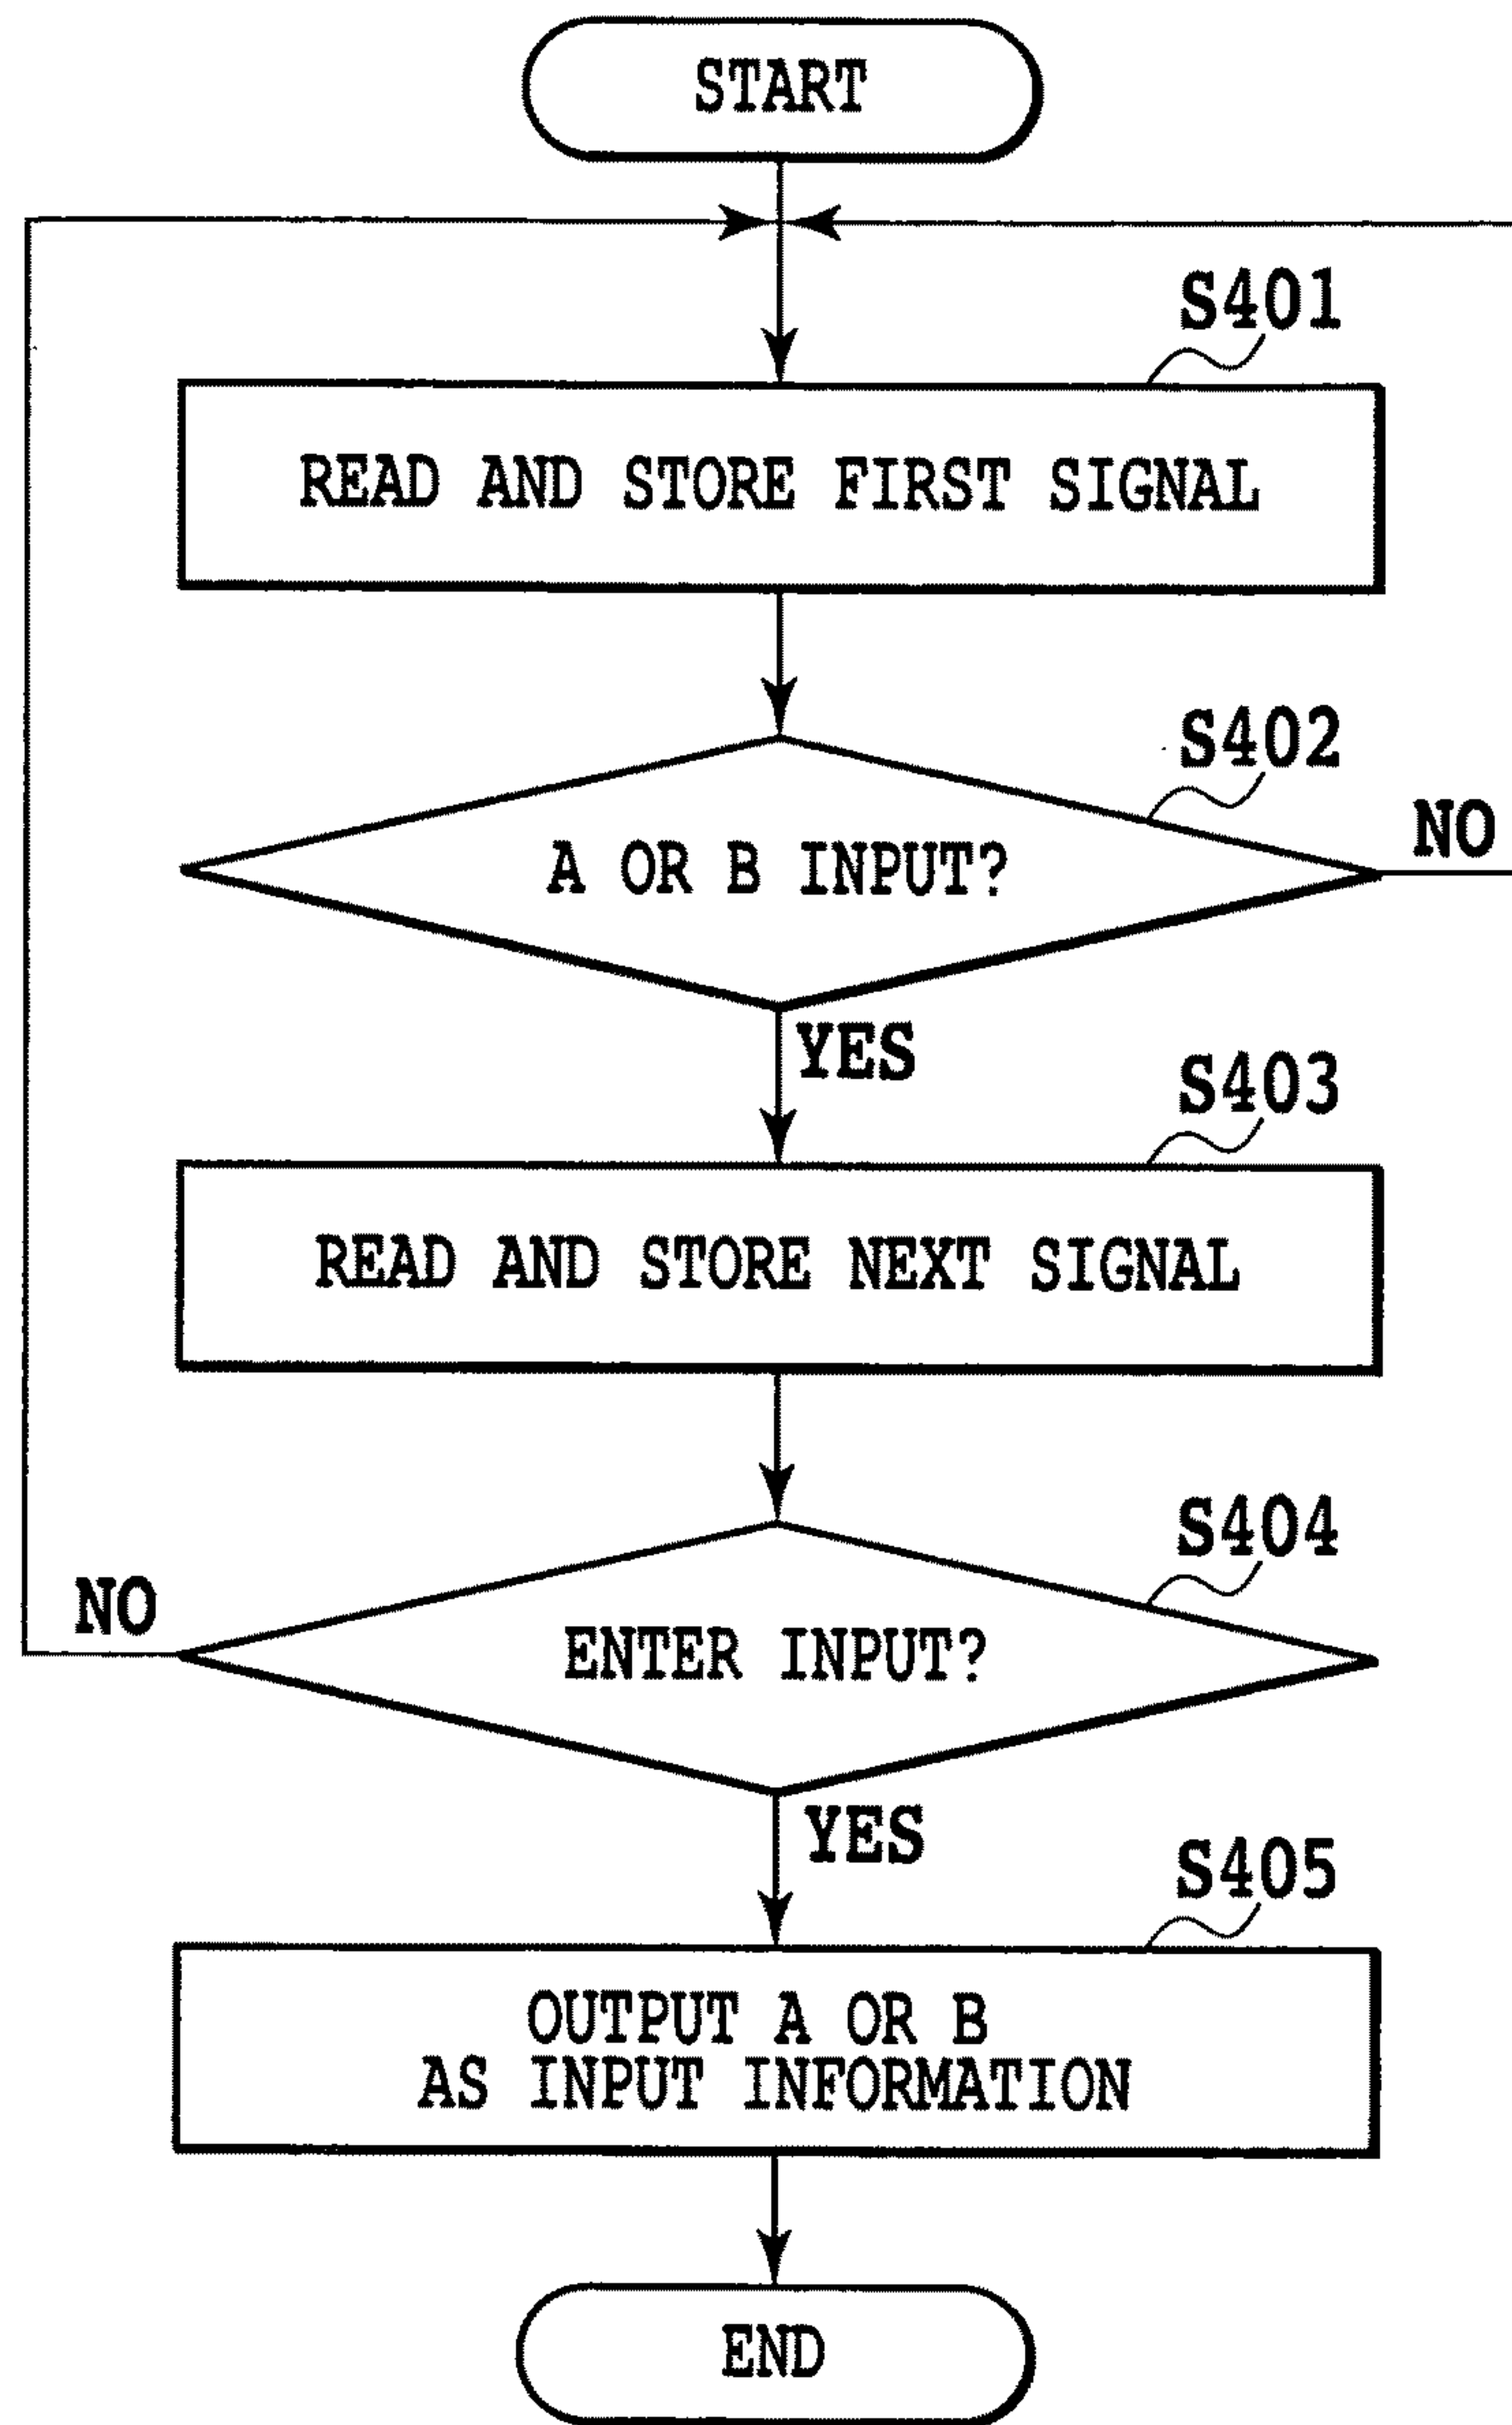 START
S401
READ AND STORE FIRST SIGNAL
S402
A OR B INPUT?
NO
YES
S403
READ AND STORE NEXT SIGNAL
S404
NO
ENTER INPUT?
YES
S405
OUTPUT A OR B
AS INPUT INFORMATION
END